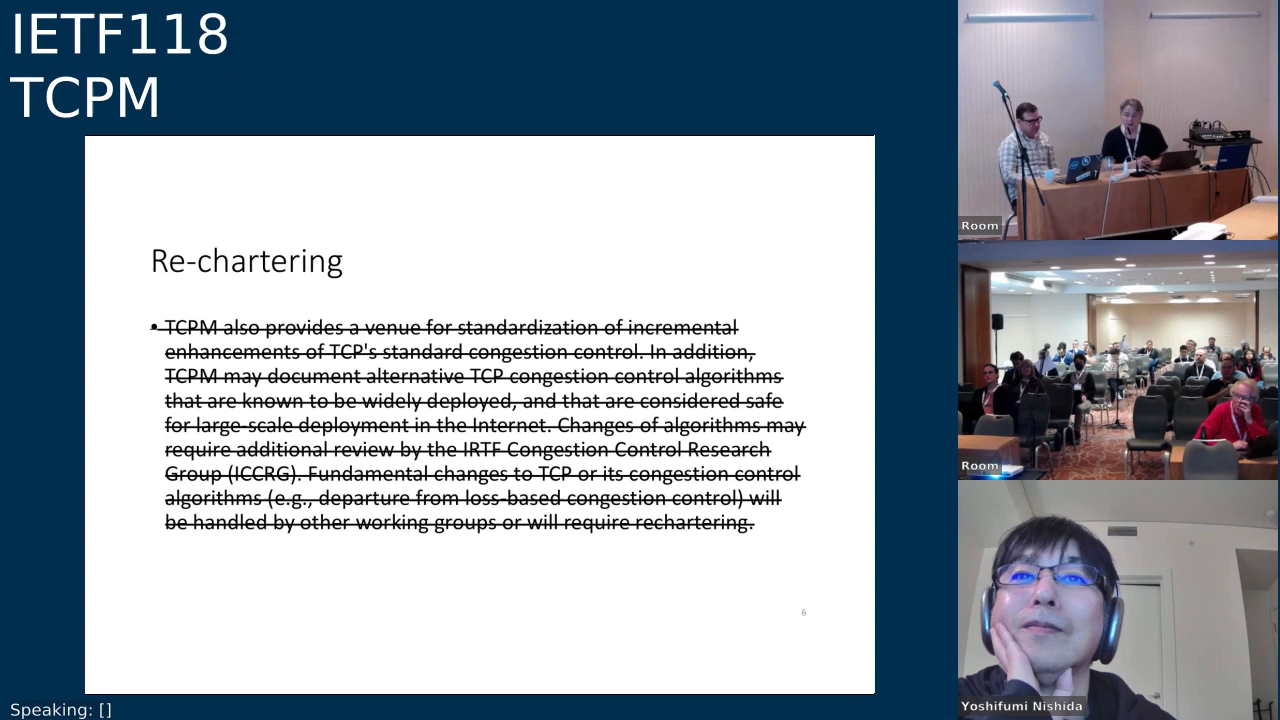 IETF118
TCPM
Re-chartering
• TCPM also provides a venue for standardization of incremental
enhancements of TCP's standard congestion control. In addition,
TCPM may document alternative TCP congestion control algorithms
that are known to be widely deployed, and that are considered safe
for large-scale deployment in the Internet. Changes of algorithms may
require additional review by the IRTF Congestion Control Research
Group (ICCRG). Fundamental changes to TCP or its congestion control
algorithms (e.g., departure from loss-based congestion control) will
be handled by other working groups or will require rechartering.
6
Room
Room
Yoshifumi Nishida
Speaking: []